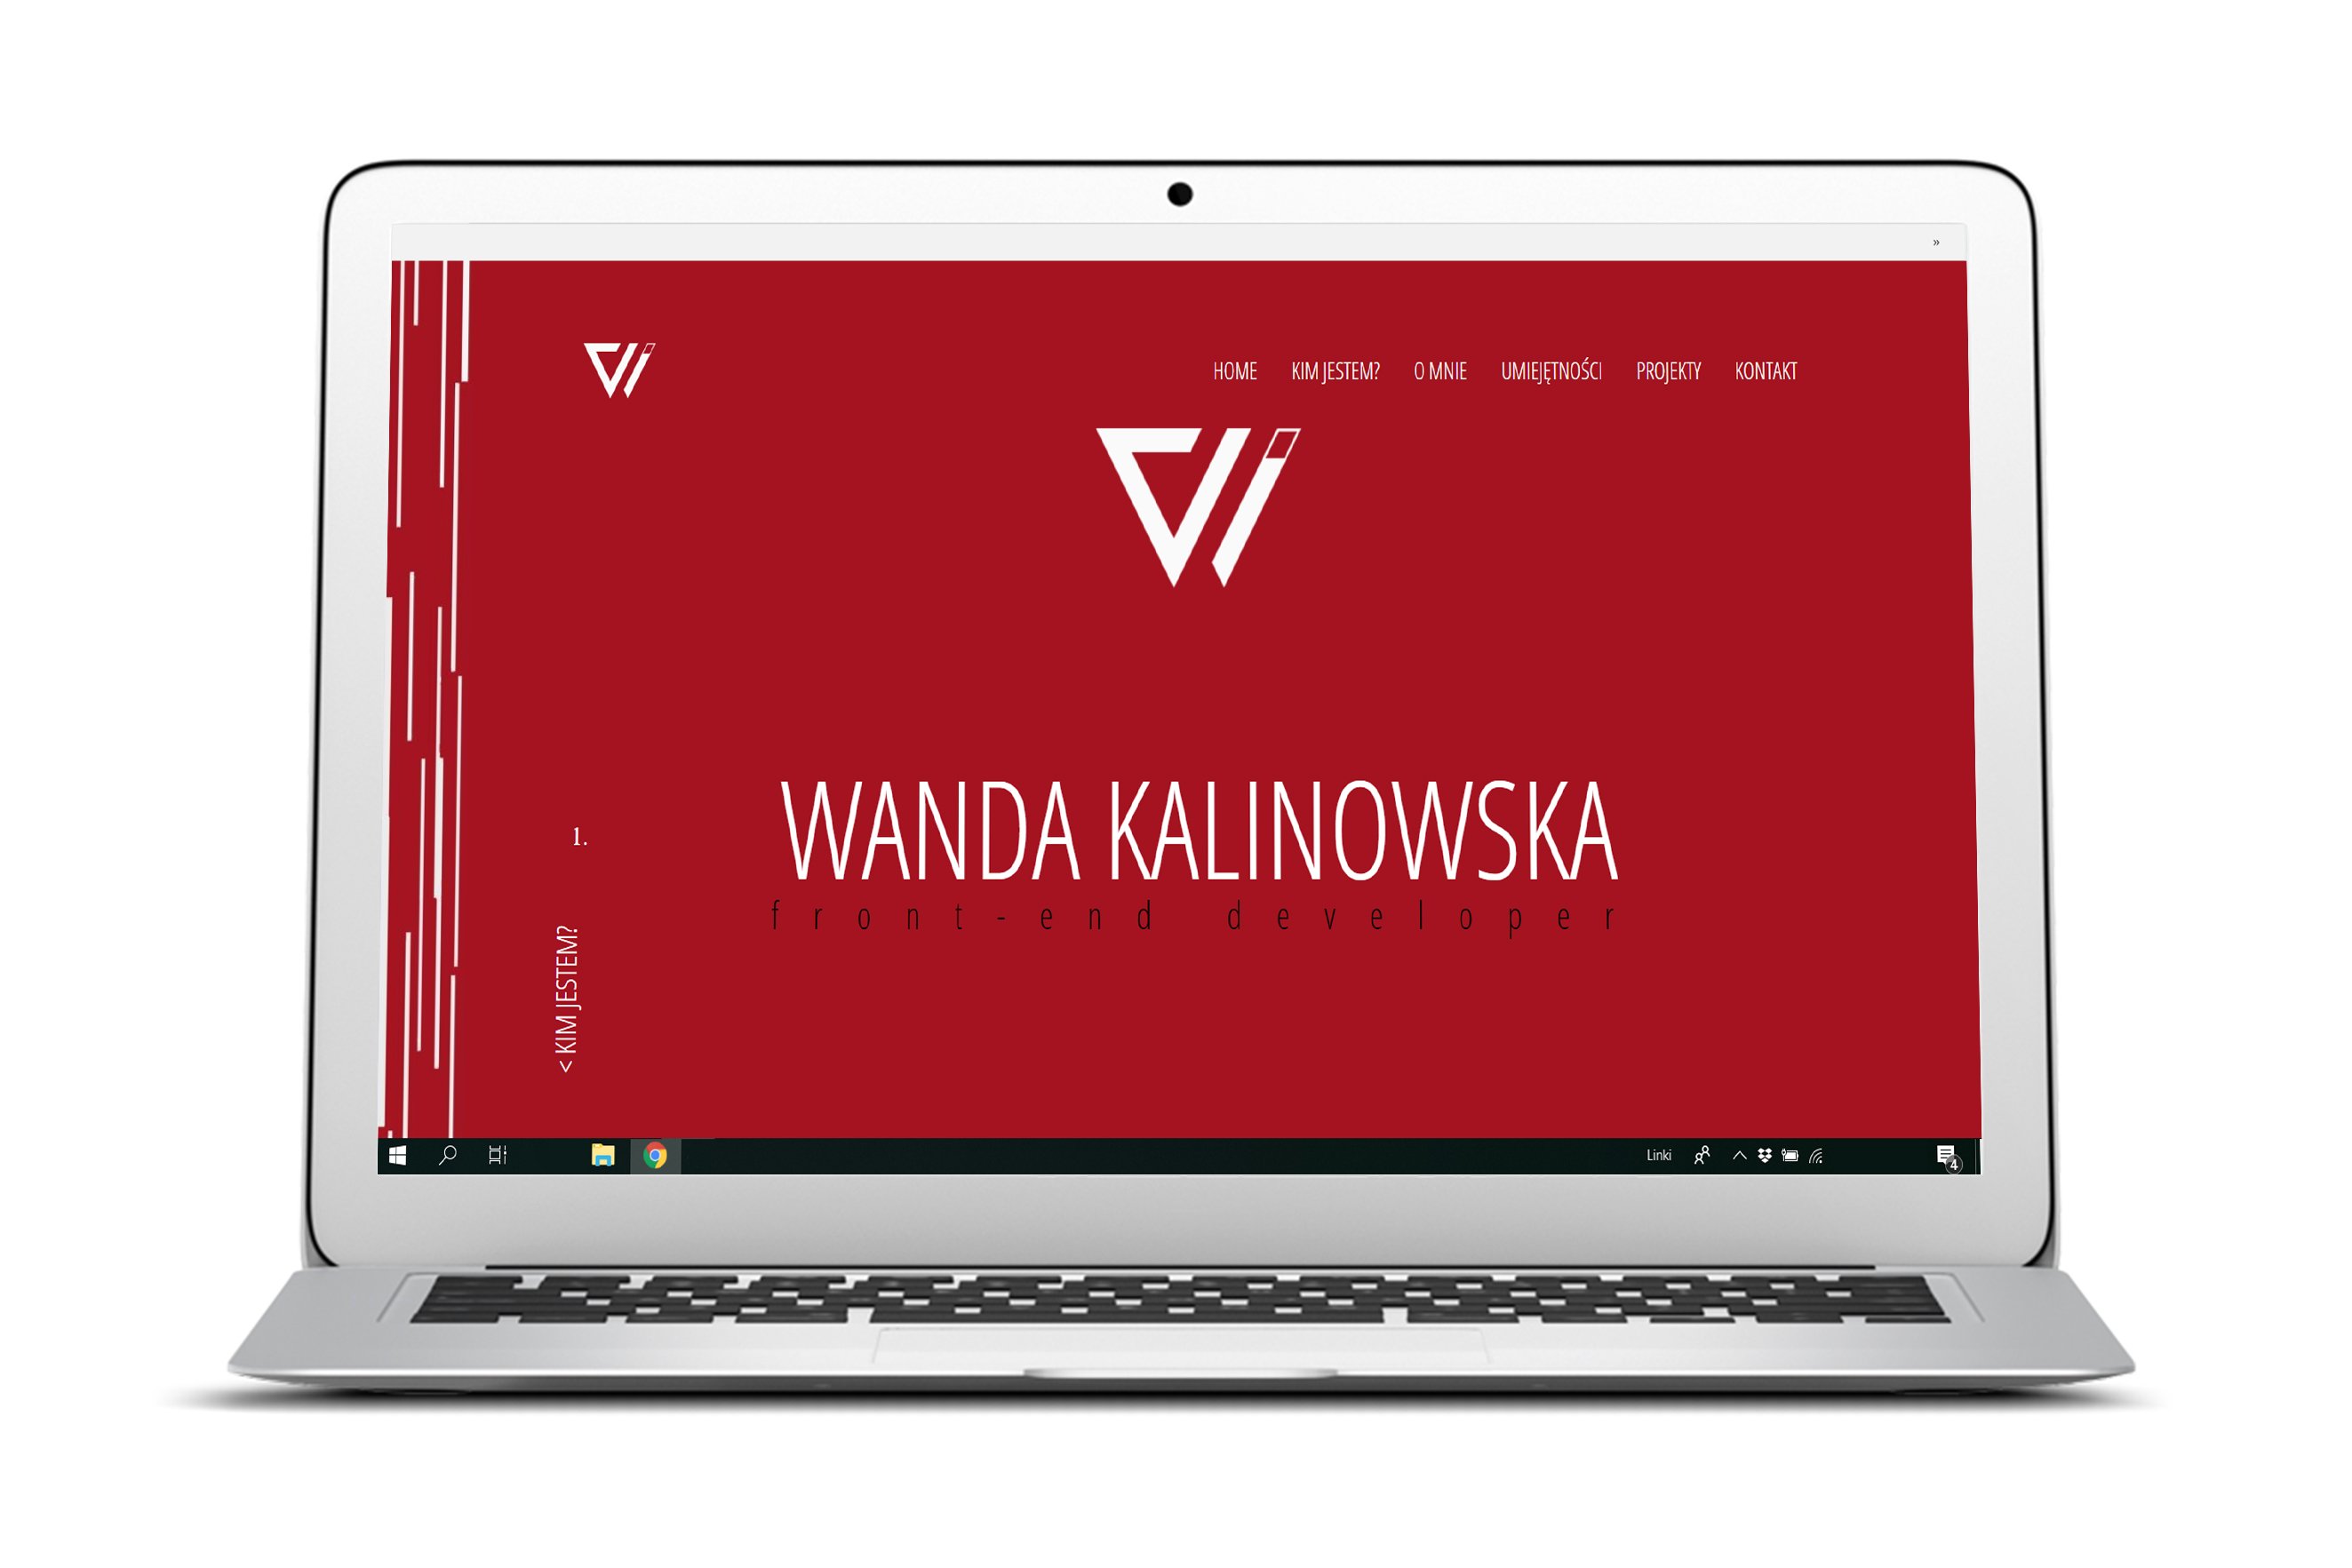 »
HOME KIM JESTEM? O MNIE UMIEJĘTNOŚCI PROJEKTY KONTAKT
WANDA KALINOWSKA
front-end developer
1.
< KIM JESTEM?
Linki
4